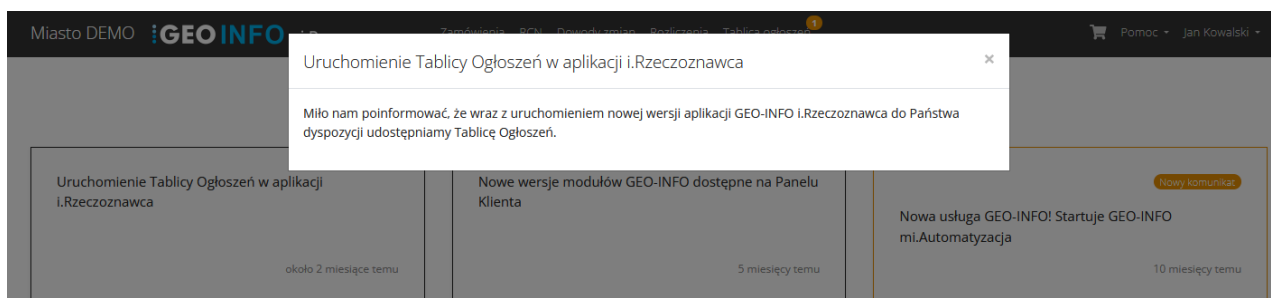 Miasto DEMO GEOINFO Zamówienia RCN Dowody zmian Rozliczenia Tablica ogłoszeń 1 Pomoc Jan Kowalski
Uruchomienie Tablicy Ogłoszeń w aplikacji i.Rzeczoznawca ×
Miło nam poinformować, że wraz z uruchomieniem nowej wersji aplikacji GEO-INFO i.Rzeczoznawca do Państwa
dyspozycji udostępniamy Tablicę Ogłoszeń.
Uruchomienie Tablicy Ogłoszeń w aplikacji
i.Rzeczoznawca
około 2 miesiące temu
Nowe wersje modułów GEO-INFO dostępne na Panelu
Klienta
5 miesięcy temu
Nowy komunikat
Nowa usługa GEO-INFO! Startuje GEO-INFO
mi.Automatyzacja
10 miesięcy temu